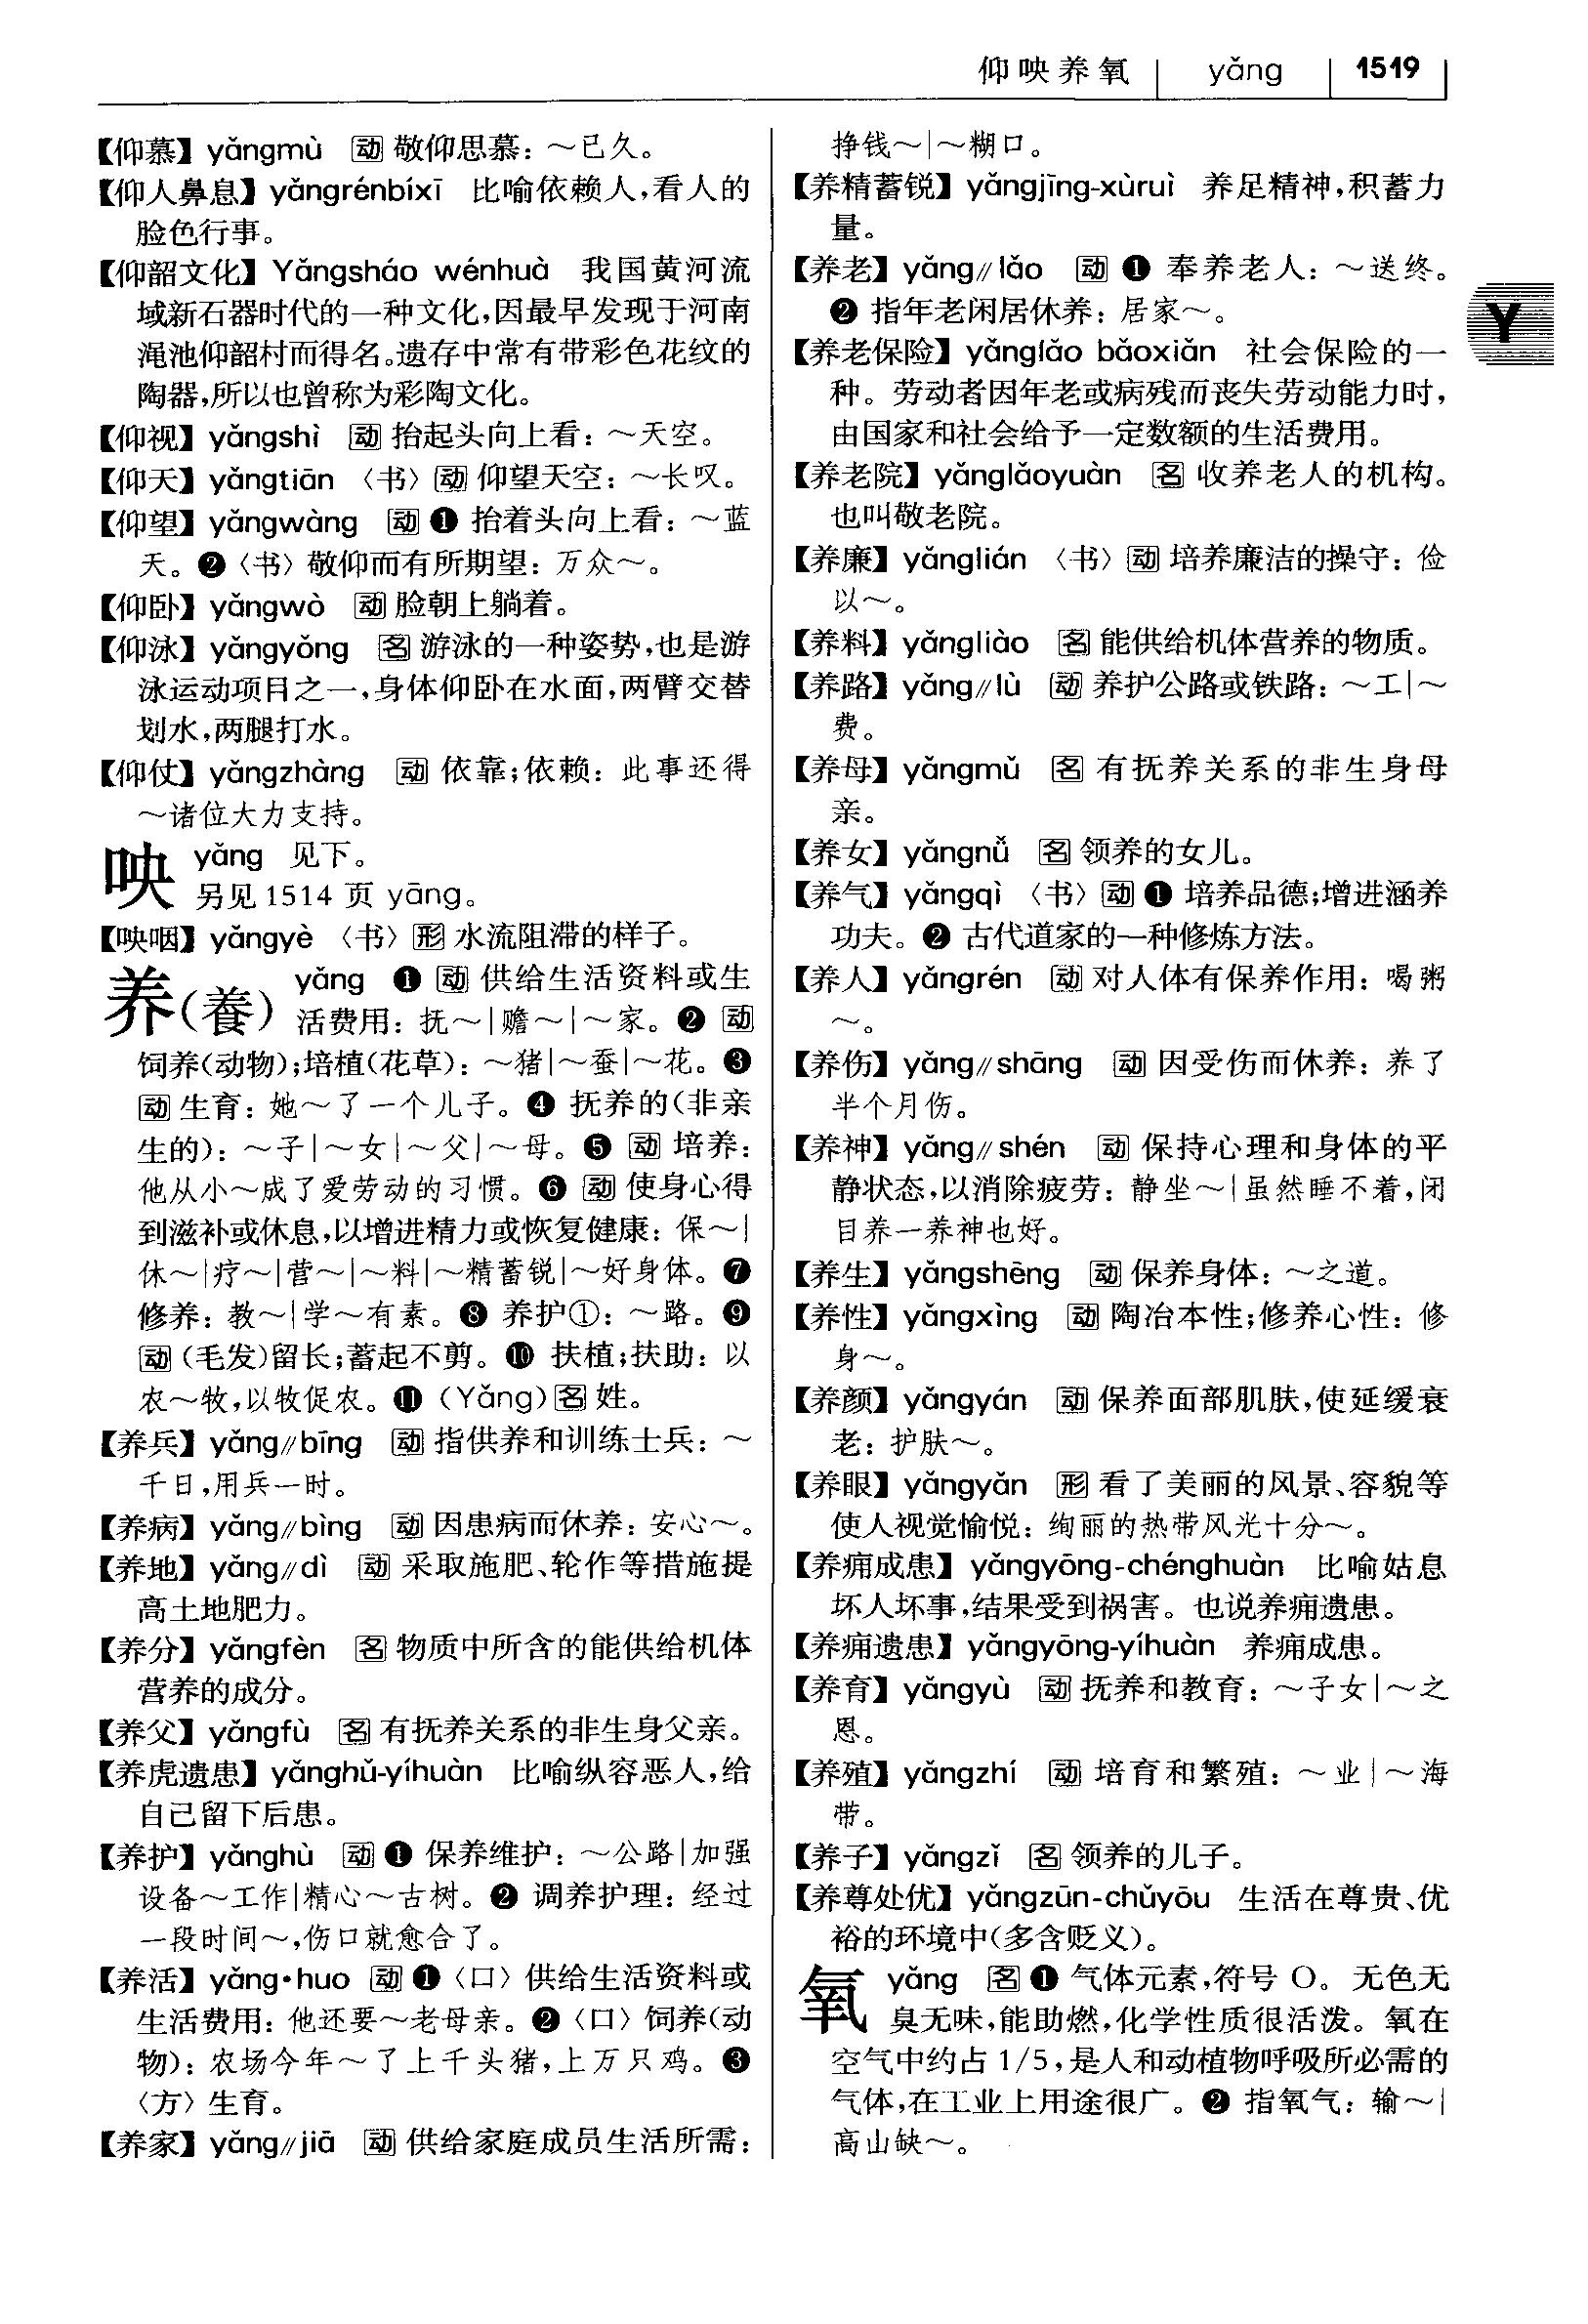 仰映养氧 yǎng 1519
【仰慕】yǎngmù 动 敬仰思慕：～已久。
【仰人鼻息】yǎngrénbíxī 比喻依赖人，看人的
脸色行事。
【仰韶文化】Yǎngsháo wénhuà 我国黄河流
域新石器时代的一种文化，因最早发现于河南
渑池仰韶村而得名。遗存中常有带彩色花纹的
陶器，所以也曾称为彩陶文化。
【仰视】yǎngshì 动 抬起头向上看：～天空。
【仰天】yǎngtiān 〈书〉动 仰望天空：～长叹。
【仰望】yǎngwàng 动 ❶ 抬着头向上看：～蓝
天。❷〈书〉敬仰而有所期望：万众～。
【仰卧】yǎngwò 动 脸朝上躺着。
【仰泳】yǎngyǒng 名 游泳的一种姿势，也是游
泳运动项目之一，身体仰卧在水面，两臂交替
划水，两腿打水。
【仰仗】yǎngzhàng 动 依靠；依赖：此事还得
～诸位大力支持。
咉 yǎng 见下。
另见 1514 页 yāng。
【咉咽】yǎngyè 〈书〉形 水流阻滞的样子。
养（養） yǎng ❶ 动 供给生活资料或生
活费用：抚～|赡～|～家。❷ 动
饲养（动物）；培植（花草）：～猪|～蚕|～花。❸
动 生育：她～了一个儿子。❹ 抚养的（非亲
生的）：～子|～女|～父|～母。❺ 动 培养：
他从小～成了爱劳动的习惯。❻ 动 使身心得
到滋补或休息，以增进精力或恢复健康：保～|
休～|疗～|营～|～料|～精蓄锐|～好身体。❼
修养：教～|学～有素。❽ 养护①：～路。❾
动（毛发）留长；蓄起不剪。❿ 扶植；扶助：以
农～牧，以牧促农。⓫（Yǎng）名 姓。
【养兵】yǎng//bīng 动 指供养和训练士兵：～
千日，用兵一时。
【养病】yǎng//bìng 动 因患病而休养：安心～。
【养地】yǎng//dì 动 采取施肥、轮作等措施提
高土地肥力。
【养分】yǎngfèn 名 物质中所含的能供给机体
营养的成分。
【养父】yǎngfù 名 有抚养关系的非生身父亲。
【养虎遗患】yǎnghǔ-yíhuàn 比喻纵容恶人，给
自己留下后患。
【养护】yǎnghù 动 ❶ 保养维护：～公路|加强
设备～工作|精心～古树。❷ 调养护理：经过
一段时间～，伤口就愈合了。
【养活】yǎng·huo 动 ❶〈口〉供给生活资料或
生活费用：他还要～老母亲。❷〈口〉饲养（动
物）：农场今年～了上千头猪，上万只鸡。❸
〈方〉生育。
【养家】yǎng//jiā 动 供给家庭成员生活所需：
挣钱～|～糊口。
【养精蓄锐】yǎngjīng-xùruì 养足精神，积蓄力
量。
【养老】yǎng//lǎo 动 ❶ 奉养老人：～送终。
❷ 指年老闲居休养：居家～。
【养老保险】yǎnglǎo bǎoxiǎn 社会保险的一
种。劳动者因年老或病残而丧失劳动能力时，
由国家和社会给予一定数额的生活费用。
【养老院】yǎnglǎoyuàn 名 收养老人的机构。
也叫敬老院。
【养廉】yǎnglián 〈书〉动 培养廉洁的操守：俭
以～。
【养料】yǎngliào 名 能供给机体营养的物质。
【养路】yǎng//lù 动 养护公路或铁路：～工|～
费。
【养母】yǎngmǔ 名 有抚养关系的非生身母
亲。
【养女】yǎngnǚ 名 领养的女儿。
【养气】yǎngqì 〈书〉动 ❶ 培养品德；增进涵养
功夫。❷ 古代道家的一种修炼方法。
【养人】yǎngrén 动 对人体有保养作用：喝粥
～。
【养伤】yǎng//shāng 动 因受伤而休养：养了
半个月伤。
【养神】yǎng//shén 动 保持心理和身体的平
静状态，以消除疲劳：静坐～|虽然睡不着，闭
目养一养神也好。
【养生】yǎngshēng 动 保养身体：～之道。
【养性】yǎngxìng 动 陶冶本性；修养心性：修
身～。
【养颜】yǎngyán 动 保养面部肌肤，使延缓衰
老：护肤～。
【养眼】yǎngyǎn 形 看了美丽的风景、容貌等
使人视觉愉悦：绚丽的热带风光十分～。
【养痈成患】yǎngyōng-chénghuàn 比喻姑息
坏人坏事，结果受到祸害。也说养痈遗患。
【养痈遗患】yǎngyōng-yíhuàn 养痈成患。
【养育】yǎngyù 动 抚养和教育：～子女|～之
恩。
【养殖】yǎngzhí 动 培育和繁殖：～业|～海
带。
【养子】yǎngzǐ 名 领养的儿子。
【养尊处优】yǎngzūn-chǔyōu 生活在尊贵、优
裕的环境中（多含贬义）。
氧 yǎng 名 ❶ 气体元素，符号 O。无色无
臭无味，能助燃，化学性质很活泼。氧在
空气中约占 1/5，是人和动植物呼吸所必需的
气体，在工业上用途很广。❷ 指氧气：输～|
高山缺～。
Y